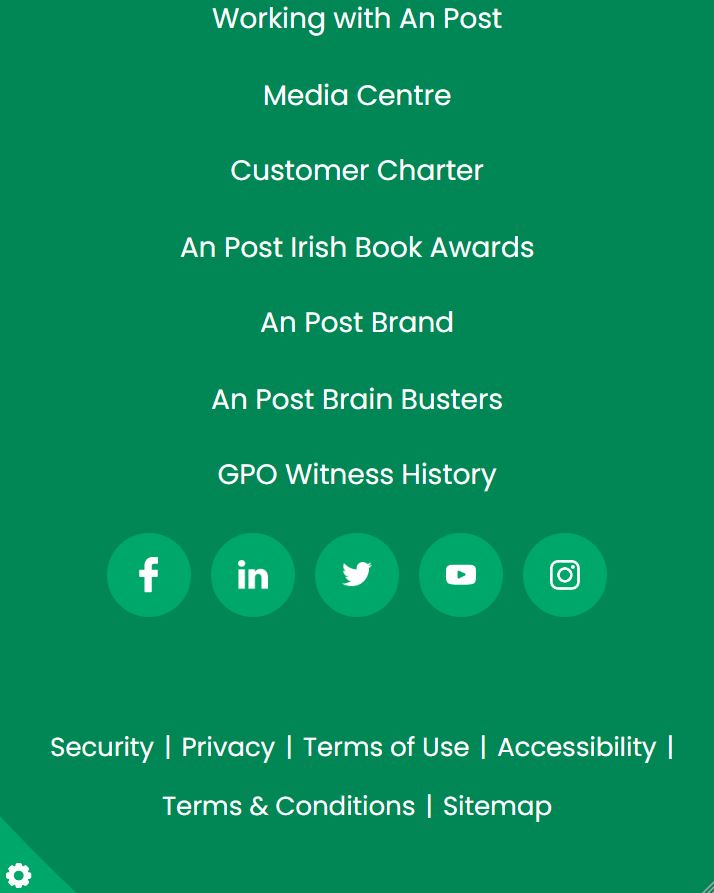 Working with An Post
Media Centre
Customer Charter
An Post Irish Book Awards
An Post Brand
An Post Brain Busters
GPO Witness History
f in
Security | Privacy | Terms of Use | Accessibility |
Terms & Conditions | Sitemap